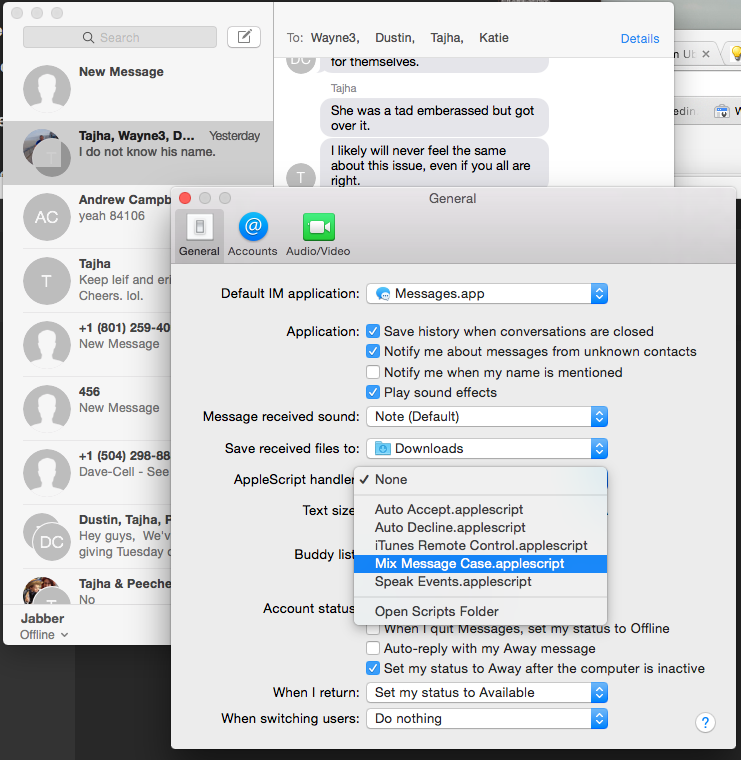 Search
To: Wayne3, Dustin, Tajha, Katie
Details
New Message
DC
for themselves.
Tajha
She was a tad emberassed but got
over it.
I likely will never feel the same
about this issue, even if you all are
right.
T
Tajha, Wayne3, D... Yesterday
I do not know his name.
T
AC
Andrew Campb
yeah 84106
T
Tajha
Keep leif and eri
Cheers. lol.
+1 (801) 259-40
New Message
456
New Message
+1 (504) 298-88
Dave-Cell - See
DC
Dustin, Tajha, P
Hey guys, We'v
giving Tuesday c
Tajha & Peeche
No
Jabber
Offline
General
General
Accounts
Audio/Video
Default IM application: Messages.app
Application: Save history when conversations are closed
Notify me about messages from unknown contacts
Notify me when my name is mentioned
Play sound effects
Message received sound: Note (Default)
Save received files to: Downloads
AppleScript handler
✓ None
Auto Accept.applescript
Auto Decline.applescript
iTunes Remote Control.applescript
Mix Message Case.applescript
Speak Events.applescript
Open Scripts Folder
Text size
Buddy list
Account status
When I quit Messages, set my status to Offline
Auto-reply with my Away message
Set my status to Away after the computer is inactive
When I return: Set my status to Available
When switching users: Do nothing
?